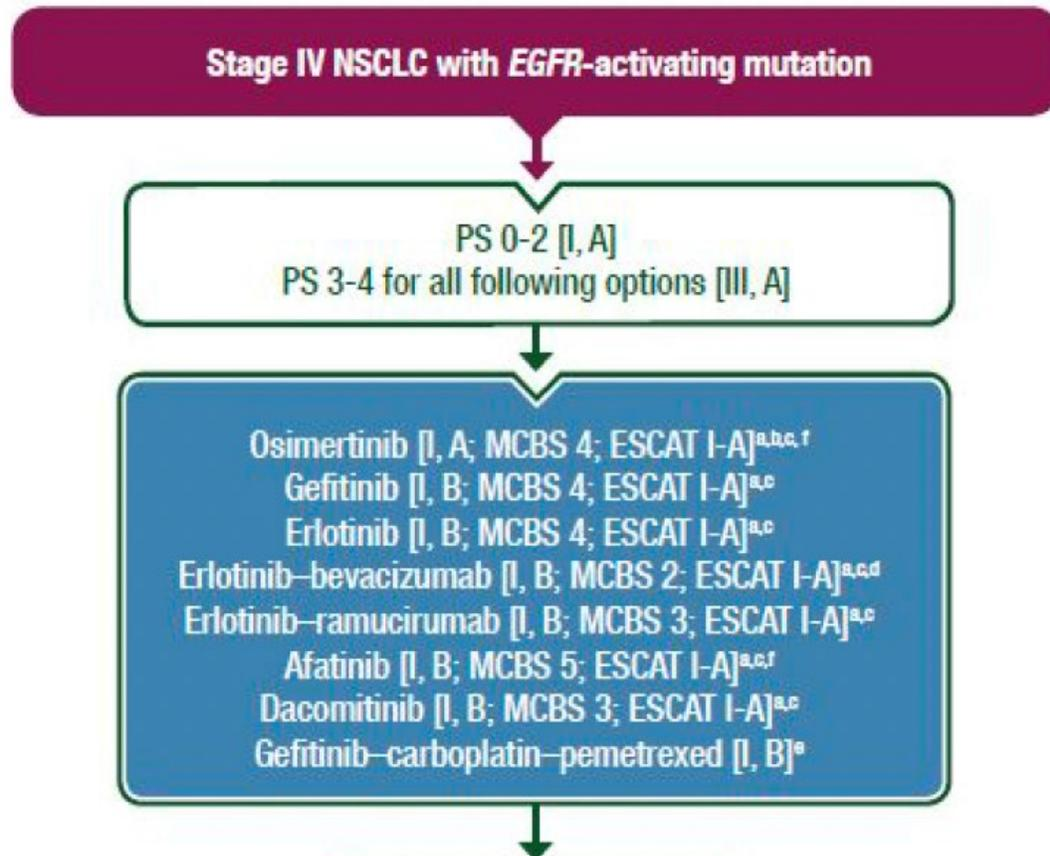 Stage IV NSCLC with EGFR-activating mutation
PS 0-2 [I, A]
PS 3-4 for all following options [III, A]
Osimertinib [I, A; MCBS 4; ESCAT I-A]a,b,c, f
Gefitinib [I, B; MCBS 4; ESCAT I-A]a,c
Erlotinib [I, B; MCBS 4; ESCAT I-A]a,c
Erlotinib–bevacizumab [I, B; MCBS 2; ESCAT I-A]a,c,d
Erlotinib–ramucirumab [I, B; MCBS 3; ESCAT I-A]a,c
Afatinib [I, B; MCBS 5; ESCAT I-A]a,c,f
Dacomitinib [I, B; MCBS 3; ESCAT I-A]a,c
Gefitinib–carboplatin–pemetrexed [I, B]e